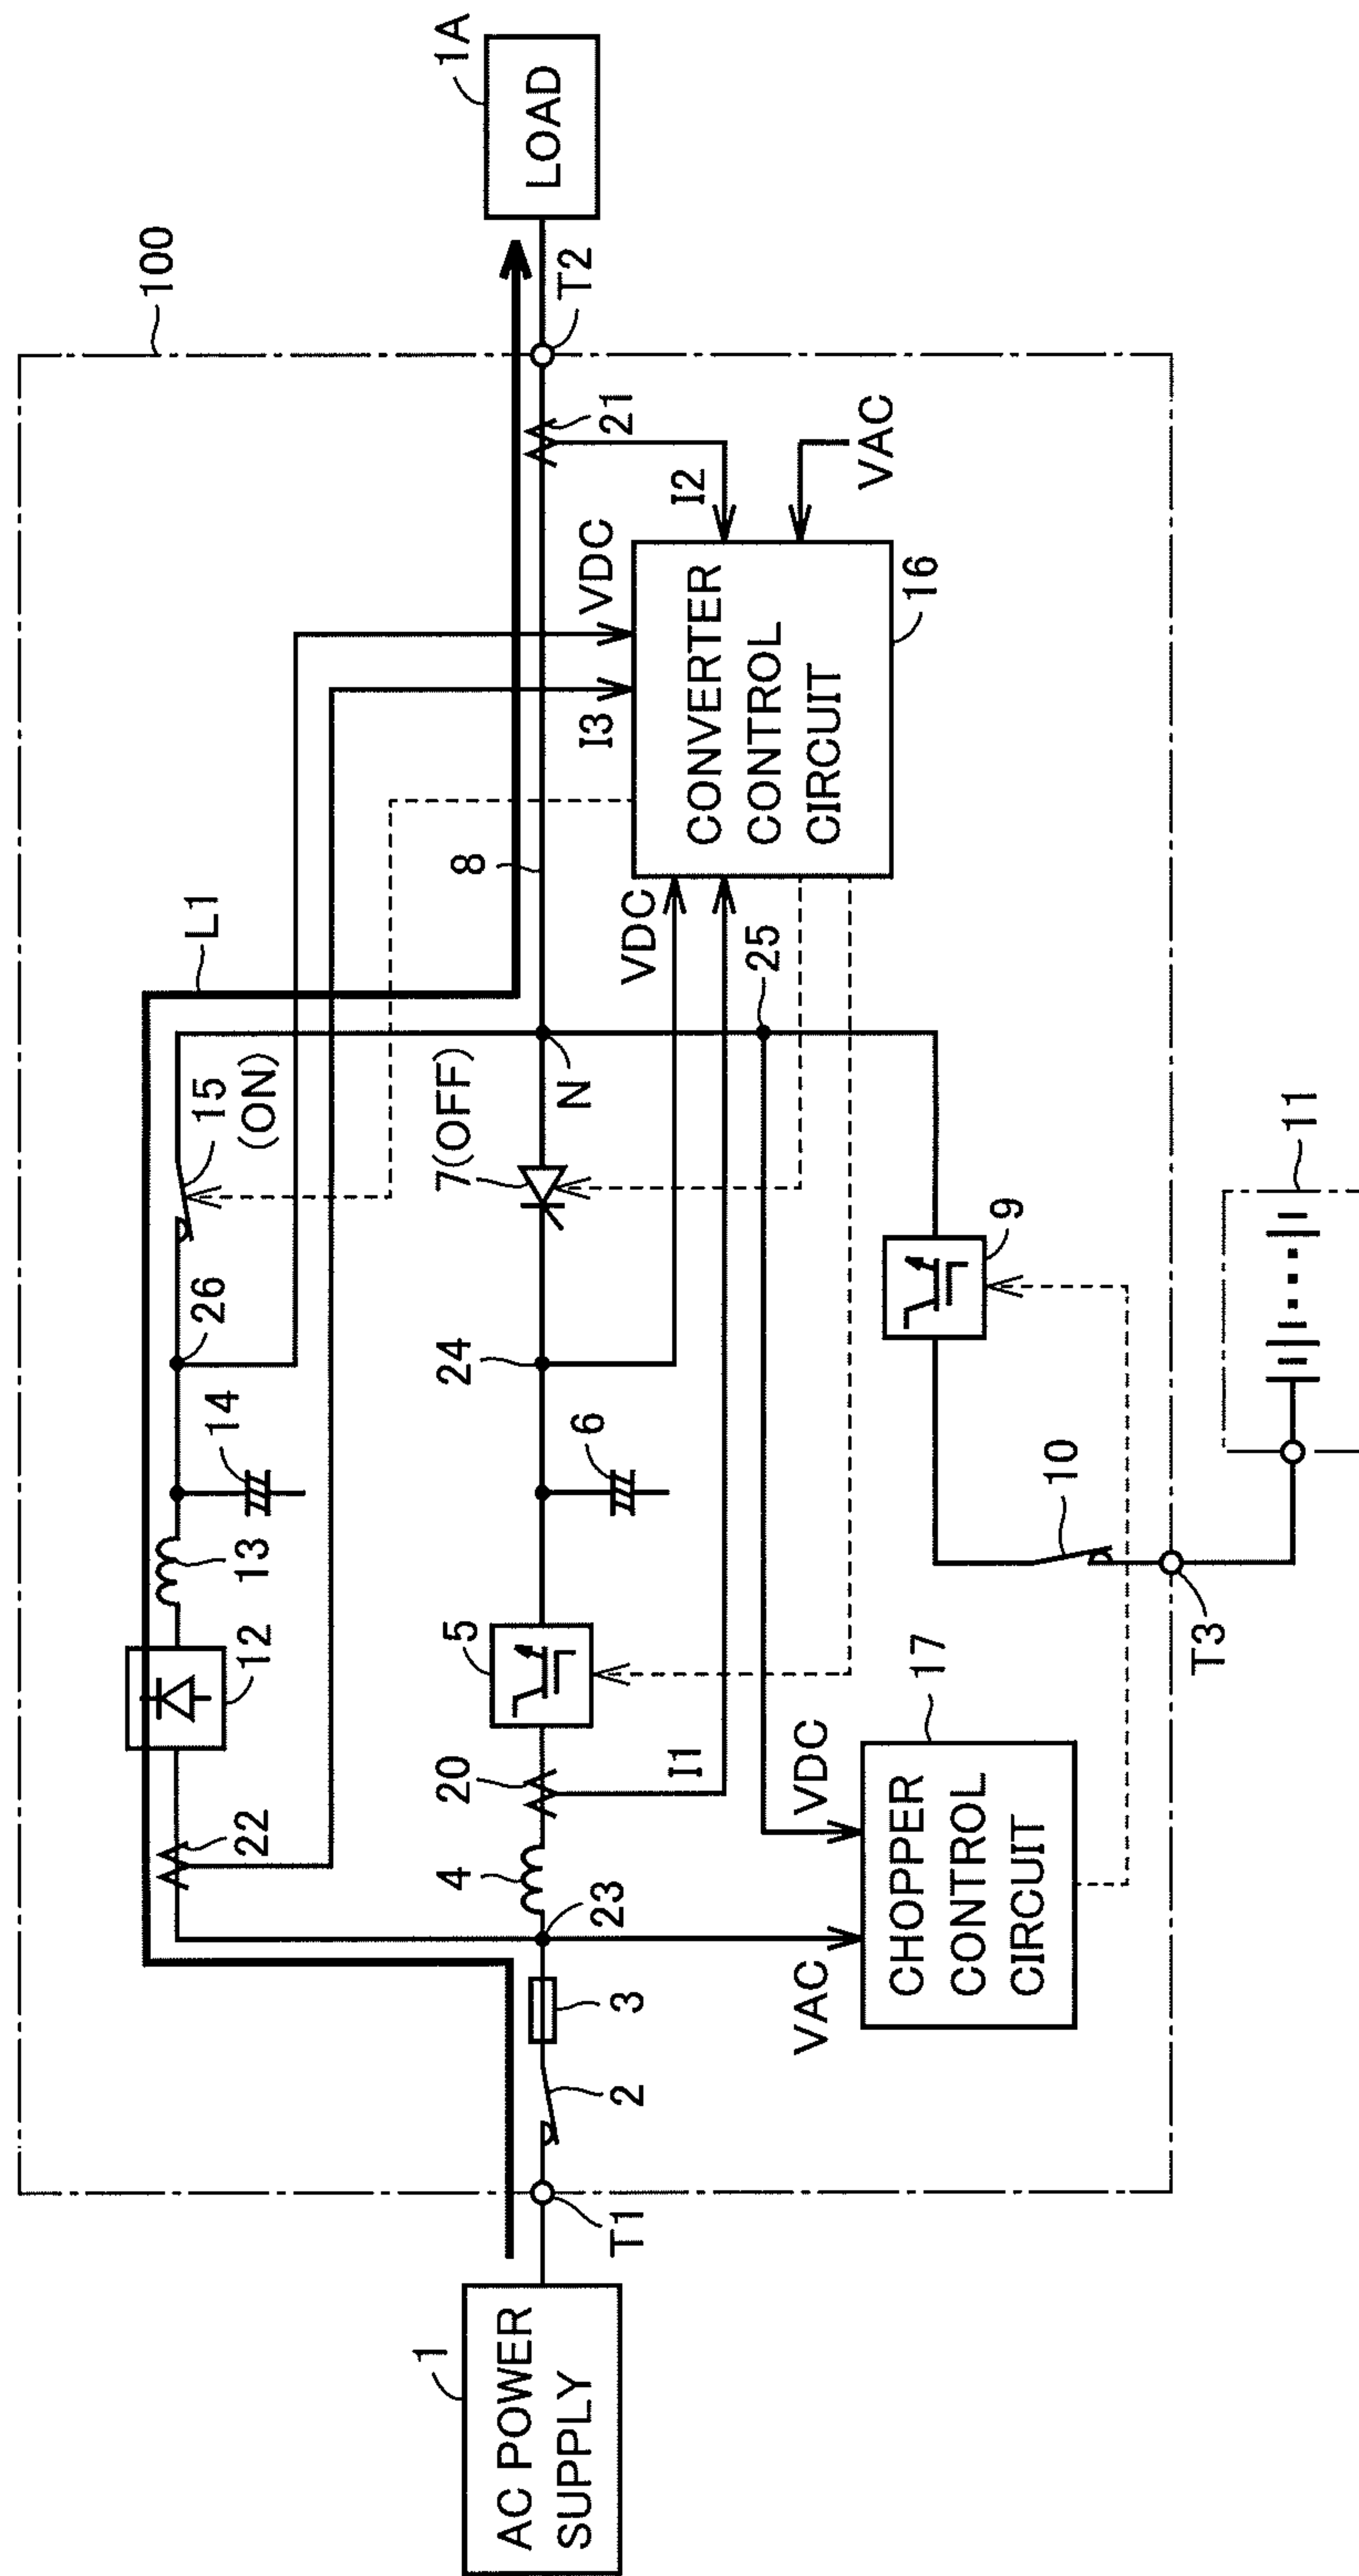 100
L1
1A
LOAD
T2
22
12
13
14
26
15
(ON)
VDC
I3
8
21
I2
VAC
1
AC POWER
SUPPLY
T1
2
3
23
4
20
I1
5
6
24
7(OFF)
N
VDC
25
CONVERTER
CONTROL
CIRCUIT
16
VAC
VDC
17
CHOPPER
CONTROL
CIRCUIT
10
9
T3
11